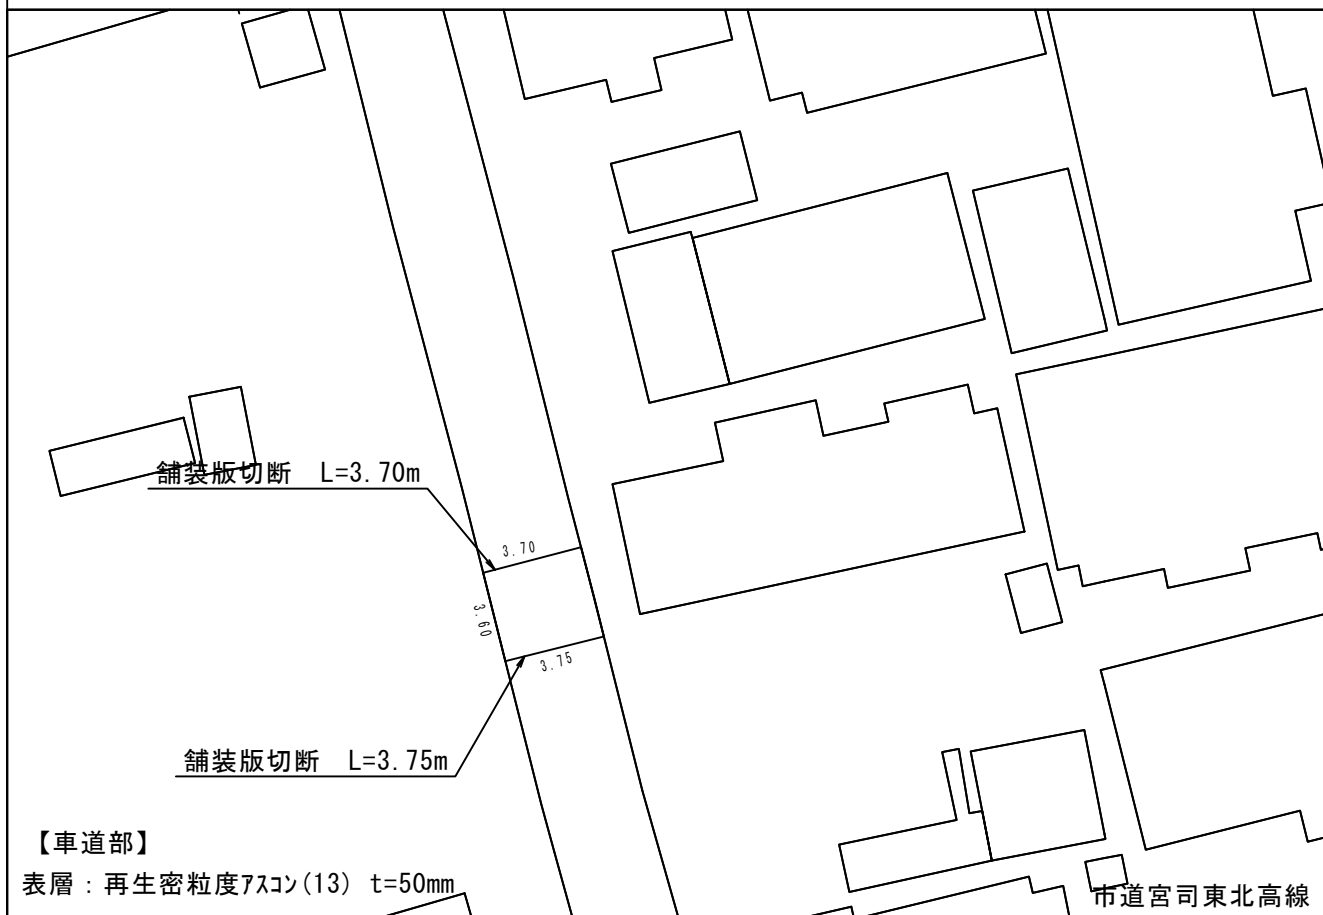 舗装版切断　L=3.70m
3.70
3.60
3.75
舗装版切断　L=3.75m
【車道部】
表層：再生密粒度ｱｽｺﾝ(13) t=50mm
市道宮司東北高線